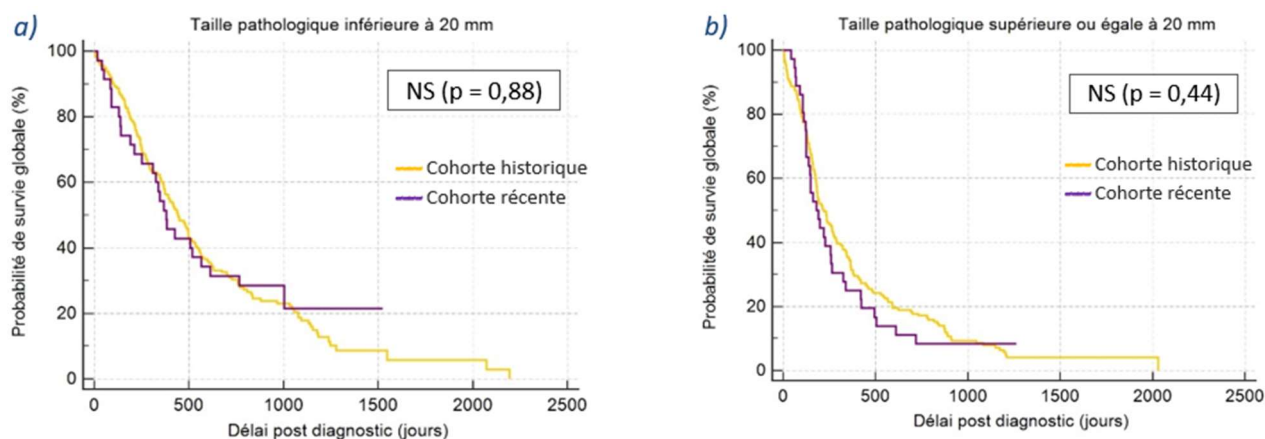 a)
Taille pathologique inférieure à 20 mm
NS (p = 0,88)
Cohorte historique
Cohorte récente
Probabilité de survie globale (%)
100
80
60
40
20
0
0 500 1000 1500 2000 2500
Délai post diagnostic (jours)
b)
Taille pathologique supérieure ou égale à 20 mm
NS (p = 0,44)
Cohorte historique
Cohorte récente
Probabilité de survie globale (%)
100
80
60
40
20
0
0 500 1000 1500 2000 2500
Délai post diagnostic (jours)